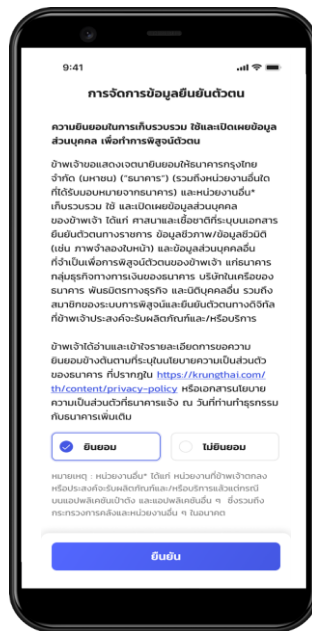 9:41
การจัดการข้อมูลยืนยันตัวตน
ความยินยอมในการเก็บรวบรวม ใช้และเปิดเผยข้อมูล
ส่วนบุคคล เพื่อทำการพิสูจน์ตัวตน
ข้าพเจ้าขอแสดงเจตนายินยอมให้ธนาคารกรุงไทย
จำกัด (มหาชน) ("ธนาคาร") (รวมถึงหน่วยงานอื่นใด
ที่ได้รับมอบหมายจากธนาคาร) และหน่วยงานอื่น*
เก็บรวบรวม ใช้ และเปิดเผยข้อมูลส่วนบุคคล
ของข้าพเจ้า ได้แก่ ศาสนาและเชื้อชาติที่ระบุบนเอกสาร
ยืนยันตัวตนทางราชการ ข้อมูลชีวภาพ/ข้อมูลชีวมิติ
(เช่น ภาพจำลองใบหน้า) และข้อมูลส่วนบุคคลอื่น
ที่จำเป็นเพื่อการพิสูจน์ตัวตนของข้าพเจ้า แก่ธนาคาร
กลุ่มธุรกิจทางการเงินของธนาคาร บริษัทในเครือของ
ธนาคาร พันธมิตรทางธุรกิจ และนิติบุคคลอื่น รวมถึง
สมาชิกของระบบการพิสูจน์และยืนยันตัวตนทางดิจิทัล
ที่ข้าพเจ้าประสงค์จะรับผลิตภัณฑ์และ/หรือบริการ
ข้าพเจ้าได้อ่านและเข้าใจรายละเอียดการขอความ
ยินยอมข้างต้นตามที่ระบุในนโยบายความเป็นส่วนตัว
ของธนาคาร ที่ปรากฏใน https://krungthai.com/
th/content/privacy-policy หรือเอกสารนโยบาย
ความเป็นส่วนตัวที่ธนาคารแจ้ง ณ วันที่ท่านทำธุรกรรม
กับธนาคารเพิ่มเติม
ยินยอม ไม่ยินยอม
หมายเหตุ : หน่วยงานอื่น* ได้แก่ หน่วยงานที่ข้าพเจ้าตกลง
หรือประสงค์จะรับผลิตภัณฑ์และ/หรือบริการแล้วแต่กรณี
บนแอปพลิเคชันเป๋าตัง และแอปพลิเคชันอื่น ๆ ซึ่งรวมถึง
กระทรวงการคลังและหน่วยงานอื่น ๆ ในอนาคต
ยืนยัน